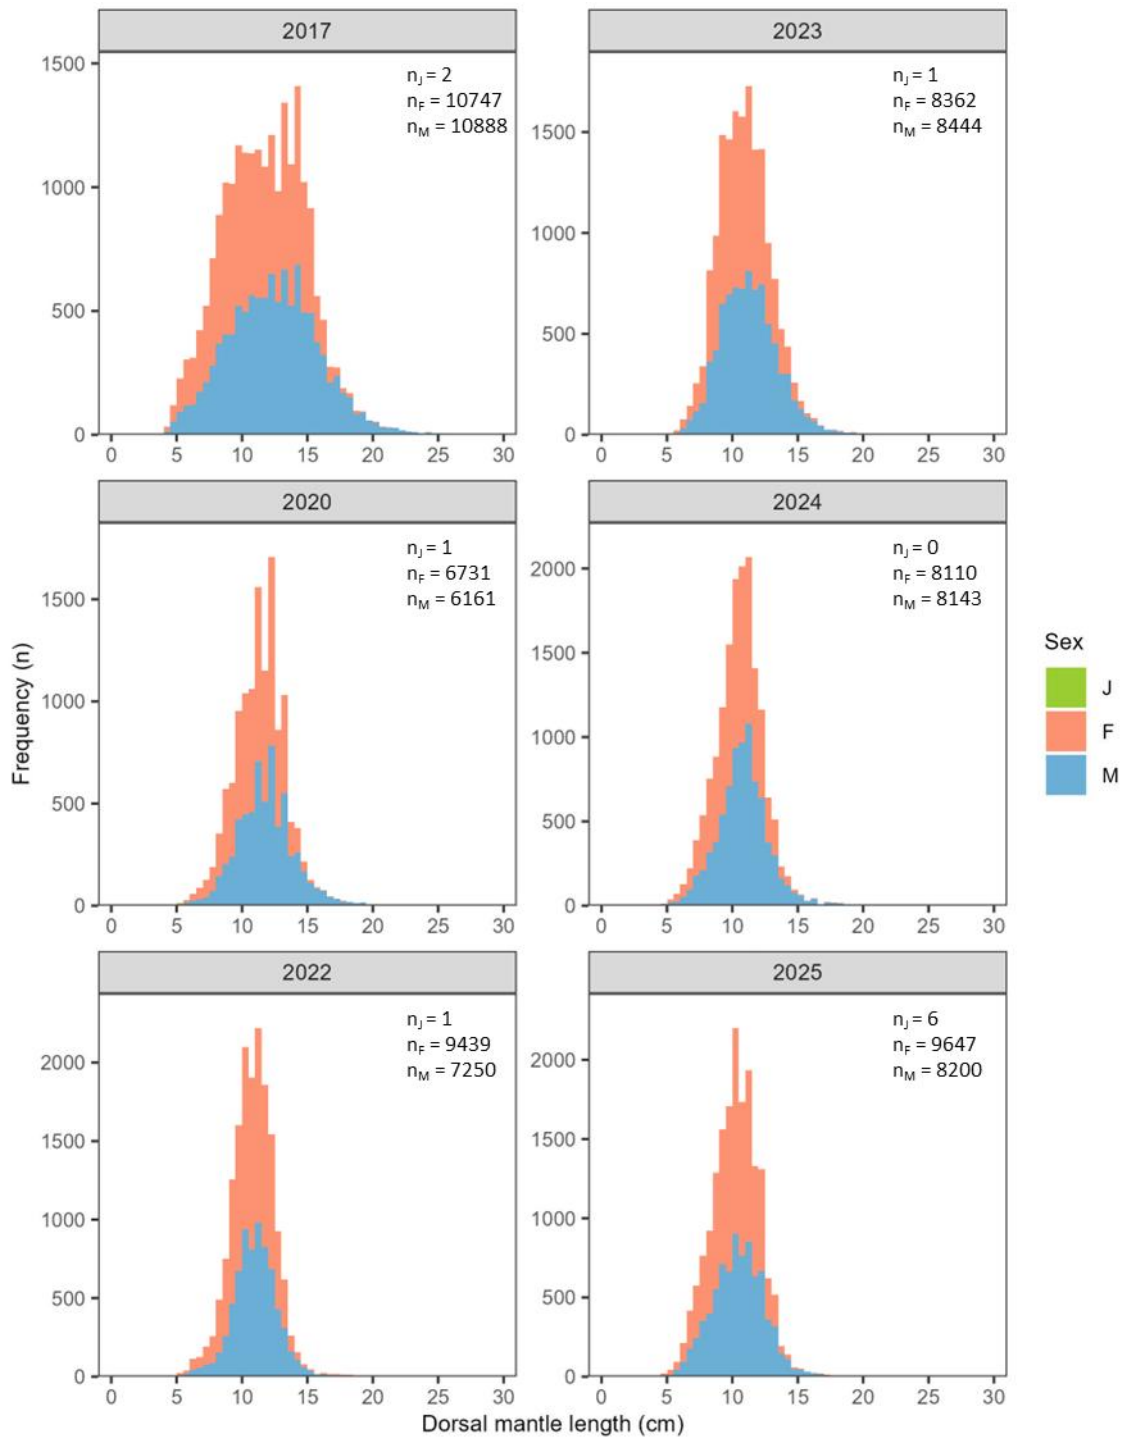 2017
n_J = 2
n_F = 10747
n_M = 10888
1500
1000
500
0
0 5 10 15 20 25 30
2023
n_J = 1
n_F = 8362
n_M = 8444
1500
1000
500
0
0 5 10 15 20 25 30
2020
n_J = 1
n_F = 6731
n_M = 6161
1500
1000
500
0
0 5 10 15 20 25 30
2024
n_J = 0
n_F = 8110
n_M = 8143
2000
1500
1000
500
0
0 5 10 15 20 25 30
2022
n_J = 1
n_F = 9439
n_M = 7250
2000
1500
1000
500
0
0 5 10 15 20 25 30
2025
n_J = 6
n_F = 9647
n_M = 8200
2000
1500
1000
500
0
0 5 10 15 20 25 30
Frequency (n)
Dorsal mantle length (cm)
Sex
J
F
M